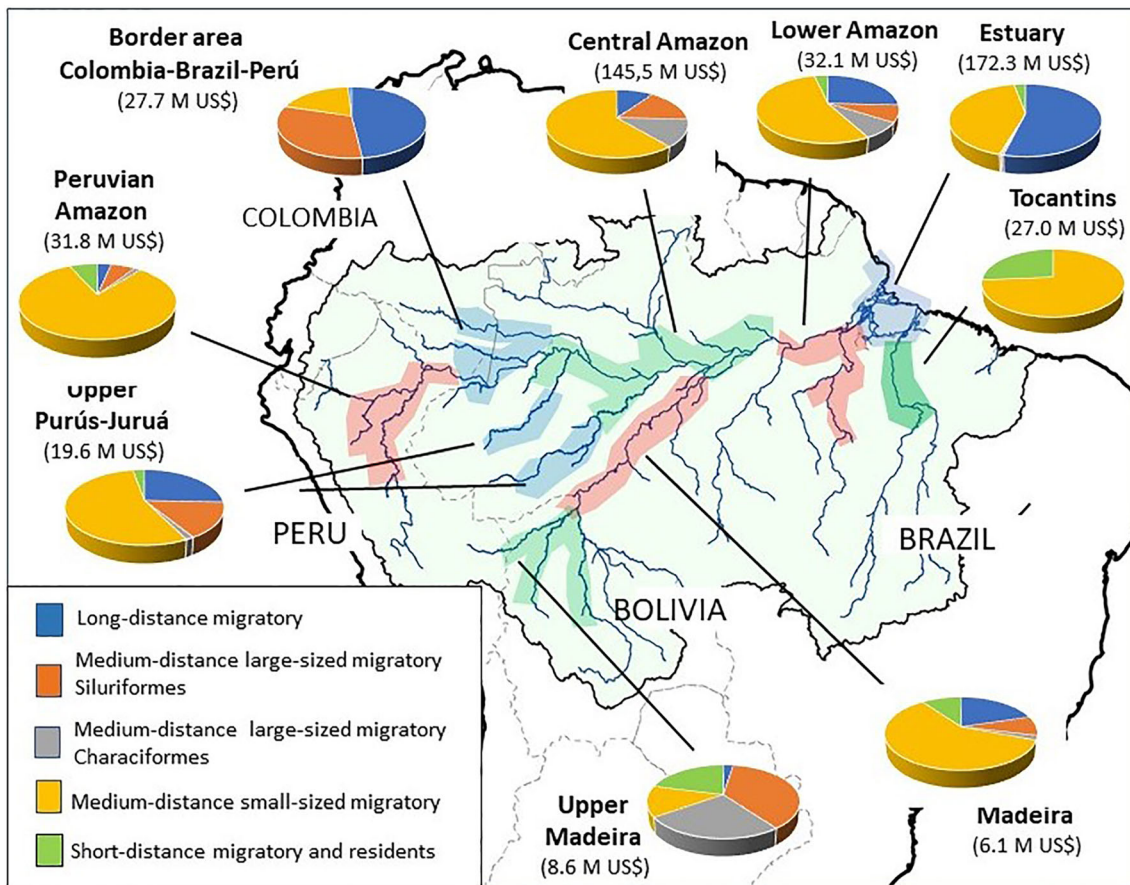 Border area
Colombia-Brazil-Perú
(27.7 M US$)
Central Amazon
(145,5 M US$)
Lower Amazon
(32.1 M US$)
Estuary
(172.3 M US$)
Peruvian
Amazon
(31.8 M US$)
COLOMBIA
Tocantins
(27.0 M US$)
Upper
Purús-Juruá
(19.6 M US$)
PERU
BRAZIL
BOLIVIA
Long-distance migratory
Medium-distance large-sized migratory
Siluriformes
Medium-distance large-sized migratory
Characiformes
Medium-distance small-sized migratory
Short-distance migratory and residents
Upper
Madeira
(8.6 M US$)
Madeira
(6.1 M US$)